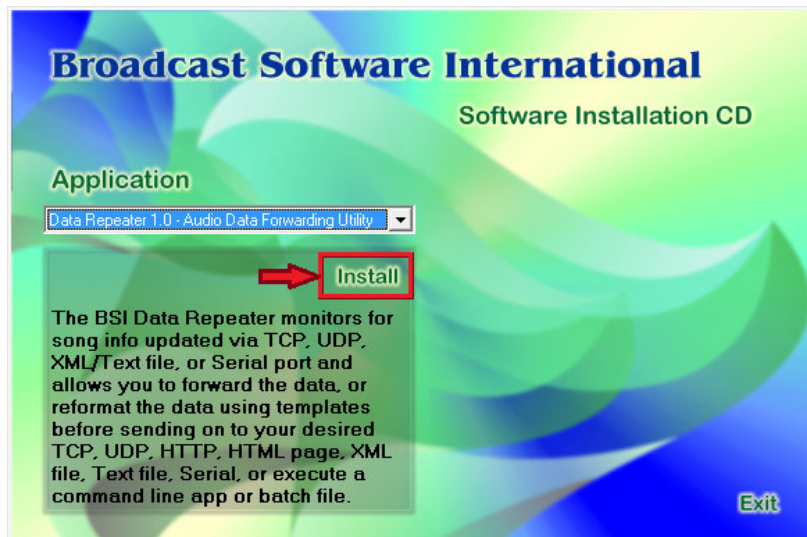 Broadcast Software International
Software Installation CD
Application
Data Repeater 1.0 - Audio Data Forwarding Utility
Install
The BSI Data Repeater monitors for
song info updated via TCP, UDP,
XML/Text file, or Serial port and
allows you to forward the data, or
reformat the data using templates
before sending on to your desired
TCP, UDP, HTTP, HTML page, XML
file, Text file, Serial, or execute a
command line app or batch file.
Exit